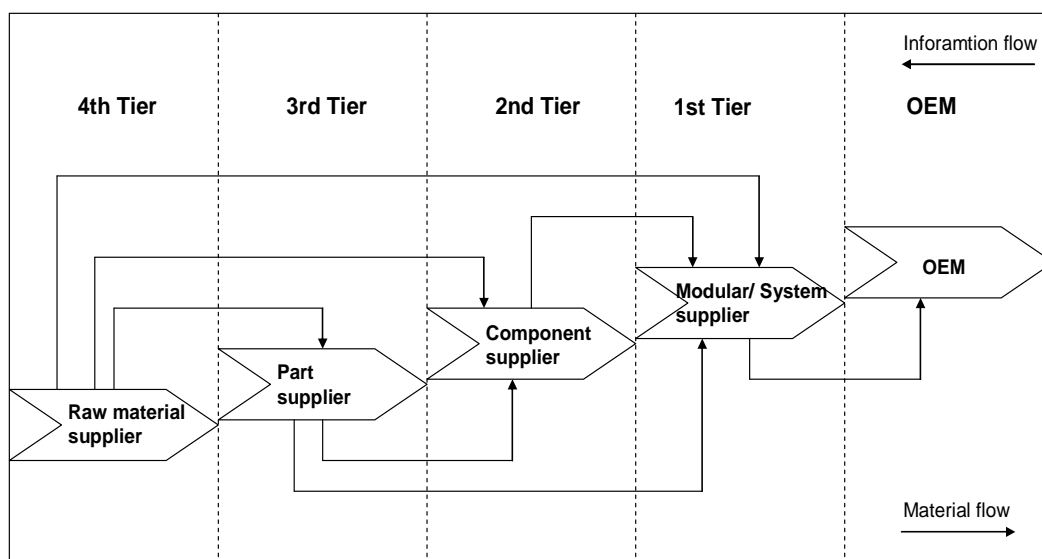 Inforamtion flow
4th Tier
3rd Tier
2nd Tier
1st Tier
OEM
OEM
Modular/ System
supplier
Component
supplier
Part
supplier
Raw material
supplier
Material flow